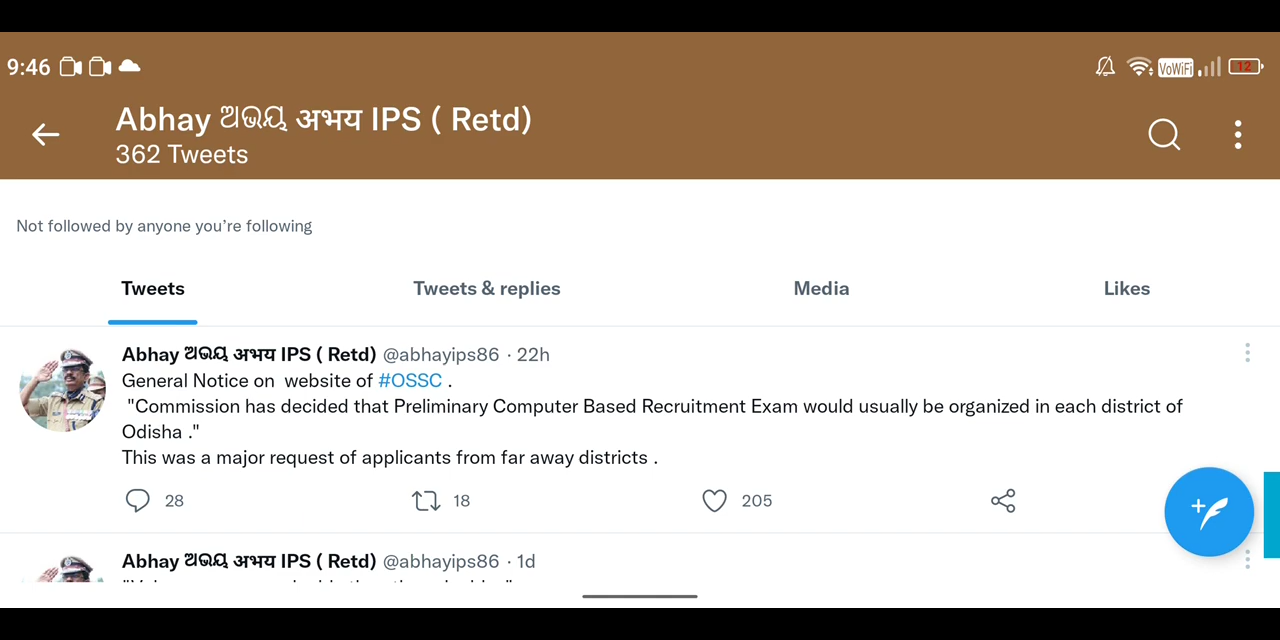 9:46
VoWiFi
12
Abhay ଅଭୟ अभय IPS ( Retd)
362 Tweets
Not followed by anyone you're following
Tweets
Tweets & replies
Media
Likes
Abhay ଅଭୟ अभय IPS ( Retd) @abhayips86 · 22h
General Notice on website of #OSSC .
"Commission has decided that Preliminary Computer Based Recruitment Exam would usually be organized in each district of
Odisha ."
This was a major request of applicants from far away districts .
28
18
205
Abhay ଅଭୟ अभय IPS ( Retd) @abhayips86 · 1d